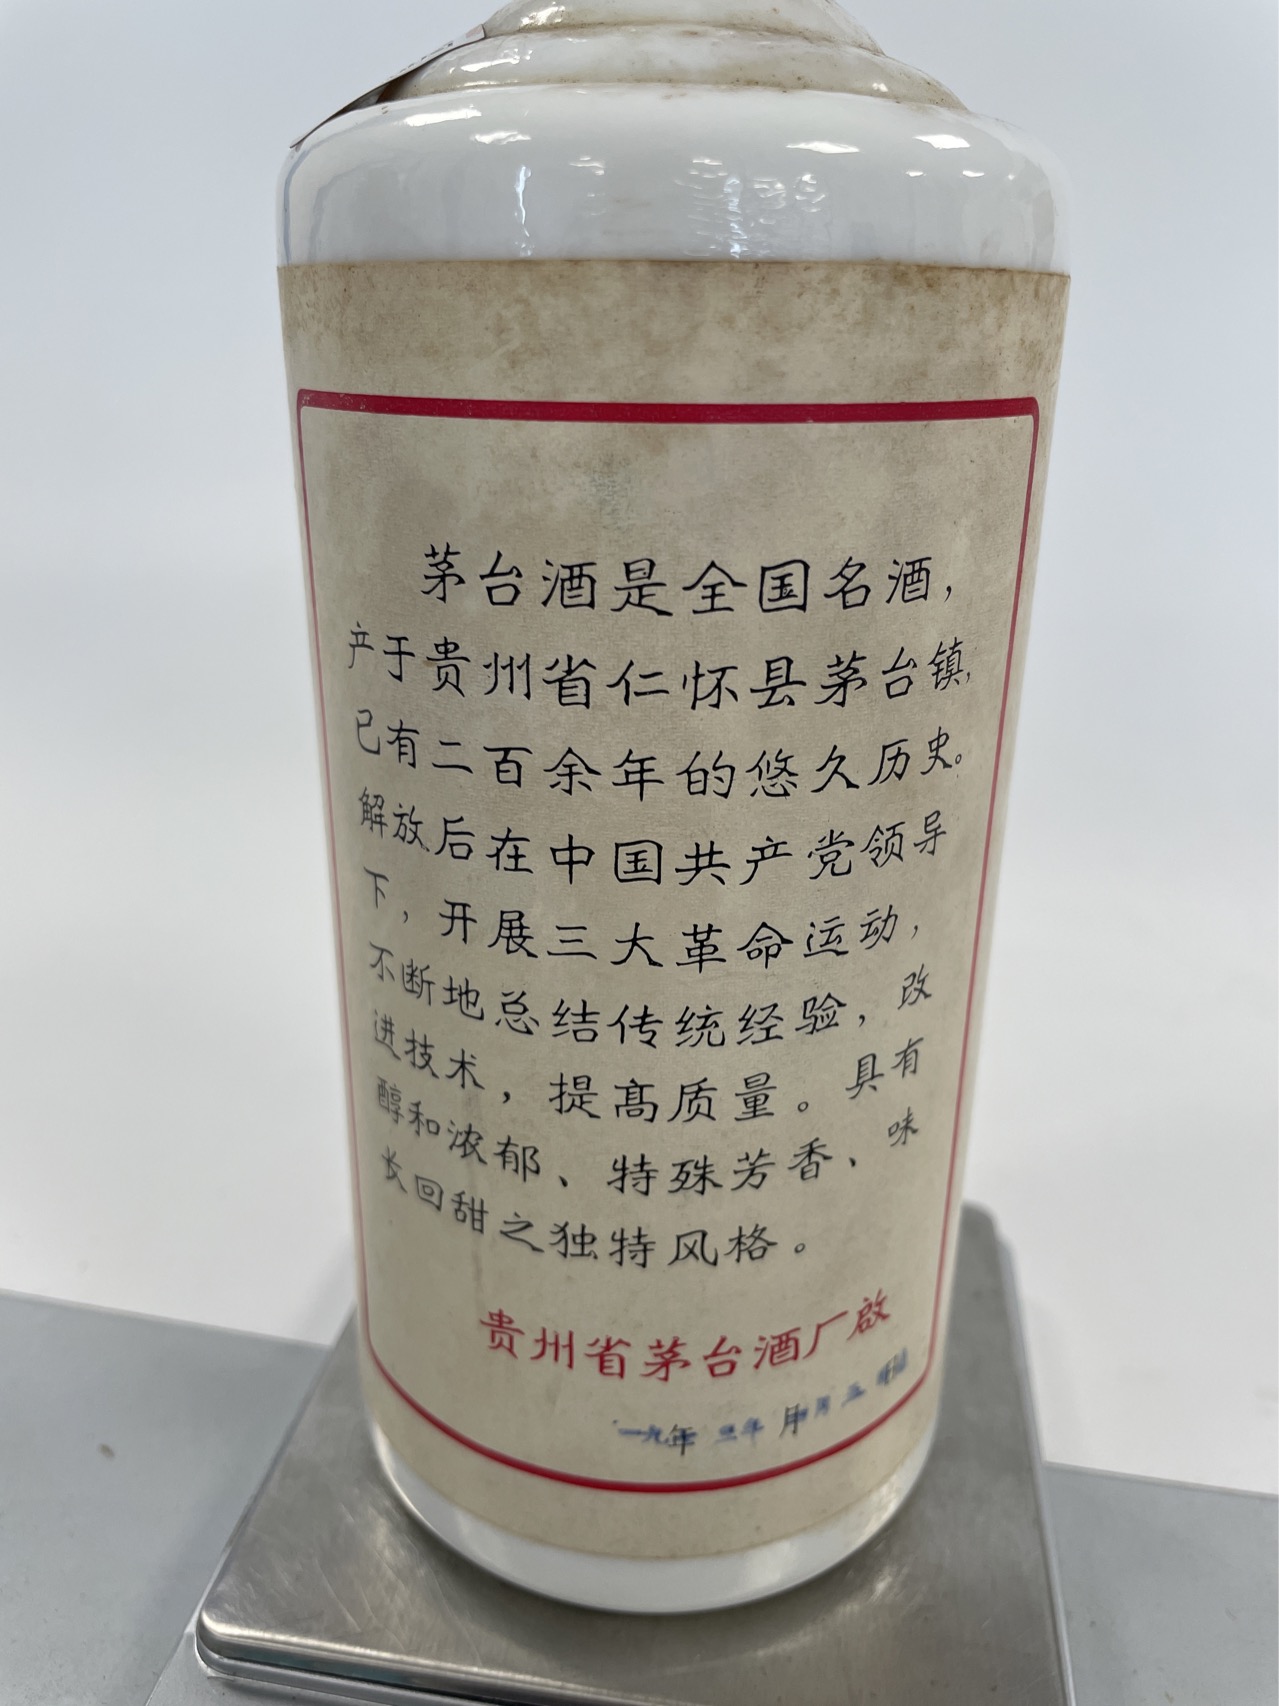 茅台酒是全国名酒，
产于贵州省仁怀县茅台镇，
已有二百余年的悠久历史。
解放后在中国共产党领导
下，开展三大革命运动，
不断地总结传统经验，改
进技术，提高质量。具有
醇和浓郁、特殊芳香、味
长回甜之独特风格。
贵州省茅台酒厂啟
年 月